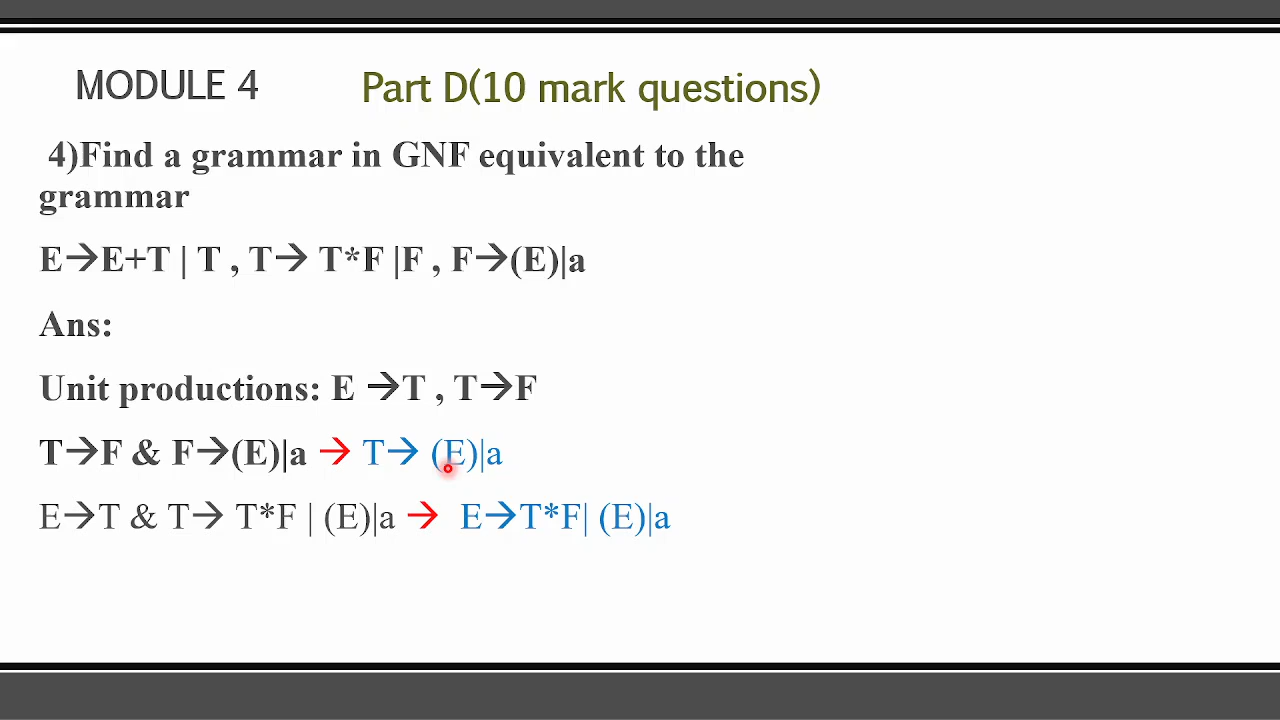 MODULE 4
Part D(10 mark questions)
4)Find a grammar in GNF equivalent to the
grammar
E→E+T | T , T→ T*F |F , F→(E)|a
Ans:
Unit productions: E →T , T→F
T→F & F→(E)|a → T→ (E)|a
E→T & T→ T*F | (E)|a → E→T*F| (E)|a